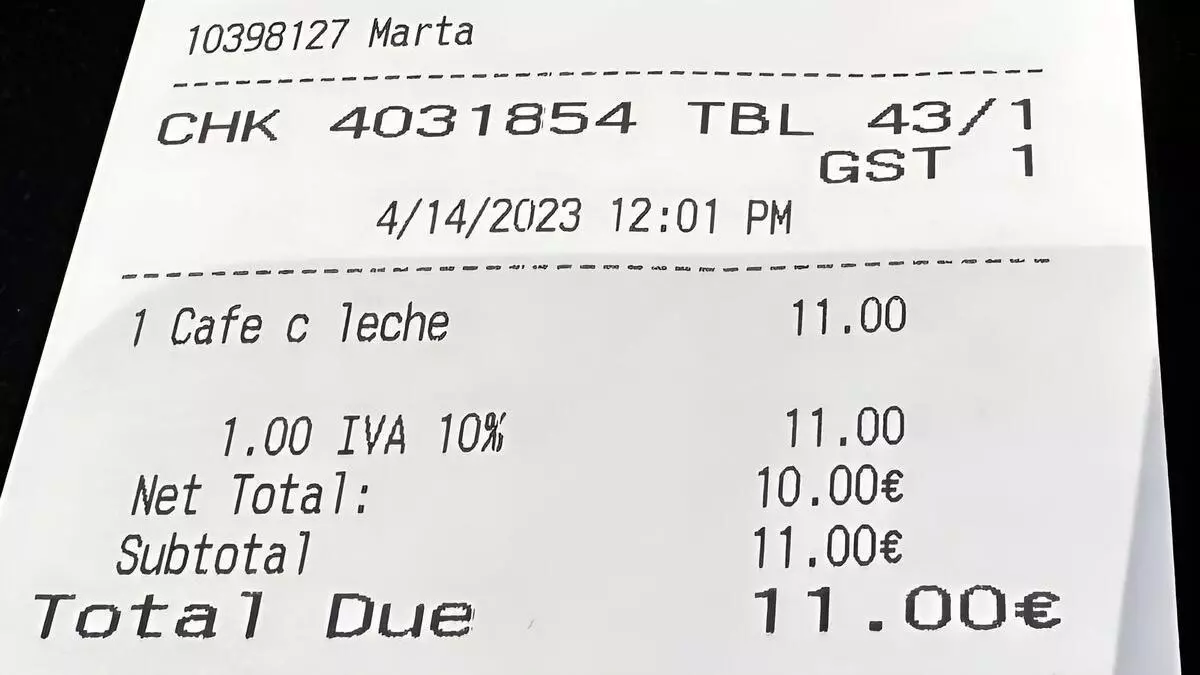 10398127 Marta
CHK 4031854 TBL 43/1
GST 1
4/14/2023 12:01 PM
1 Cafe c leche 11.00
1.00 IVA 10% 11.00
Net Total: 10.00€
Subtotal 11.00€
Total Due 11.00€